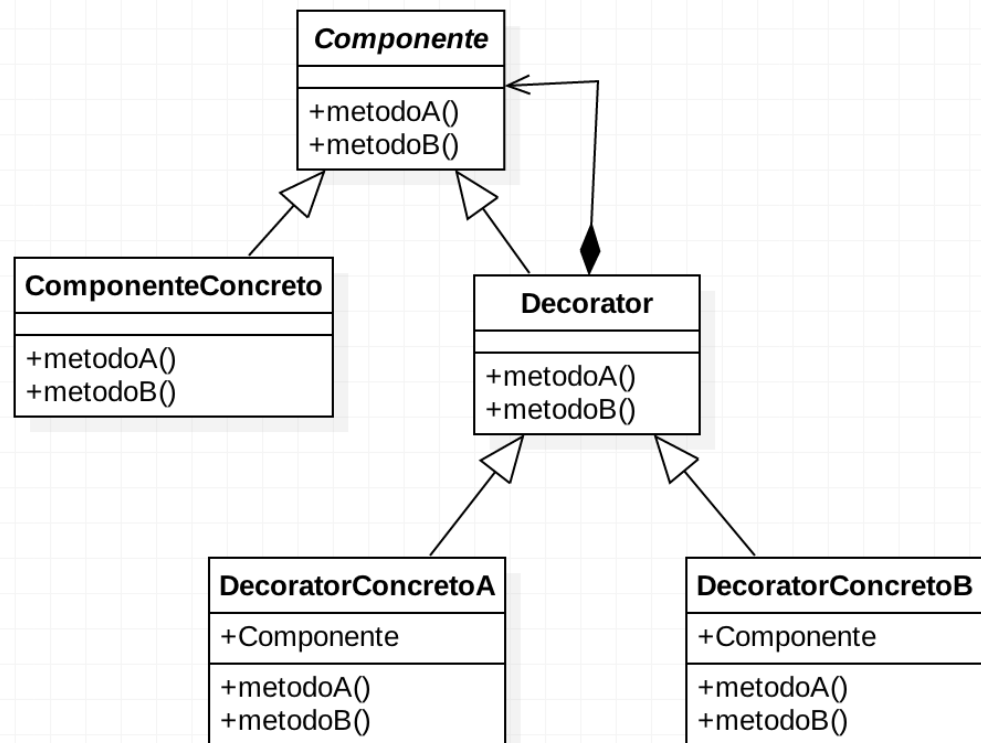 Componente
+metodoA()
+metodoB()
ComponenteConcreto
+metodoA()
+metodoB()
Decorator
+metodoA()
+metodoB()
DecoratorConcretoA
+Componente
+metodoA()
+metodoB()
DecoratorConcretoB
+Componente
+metodoA()
+metodoB()